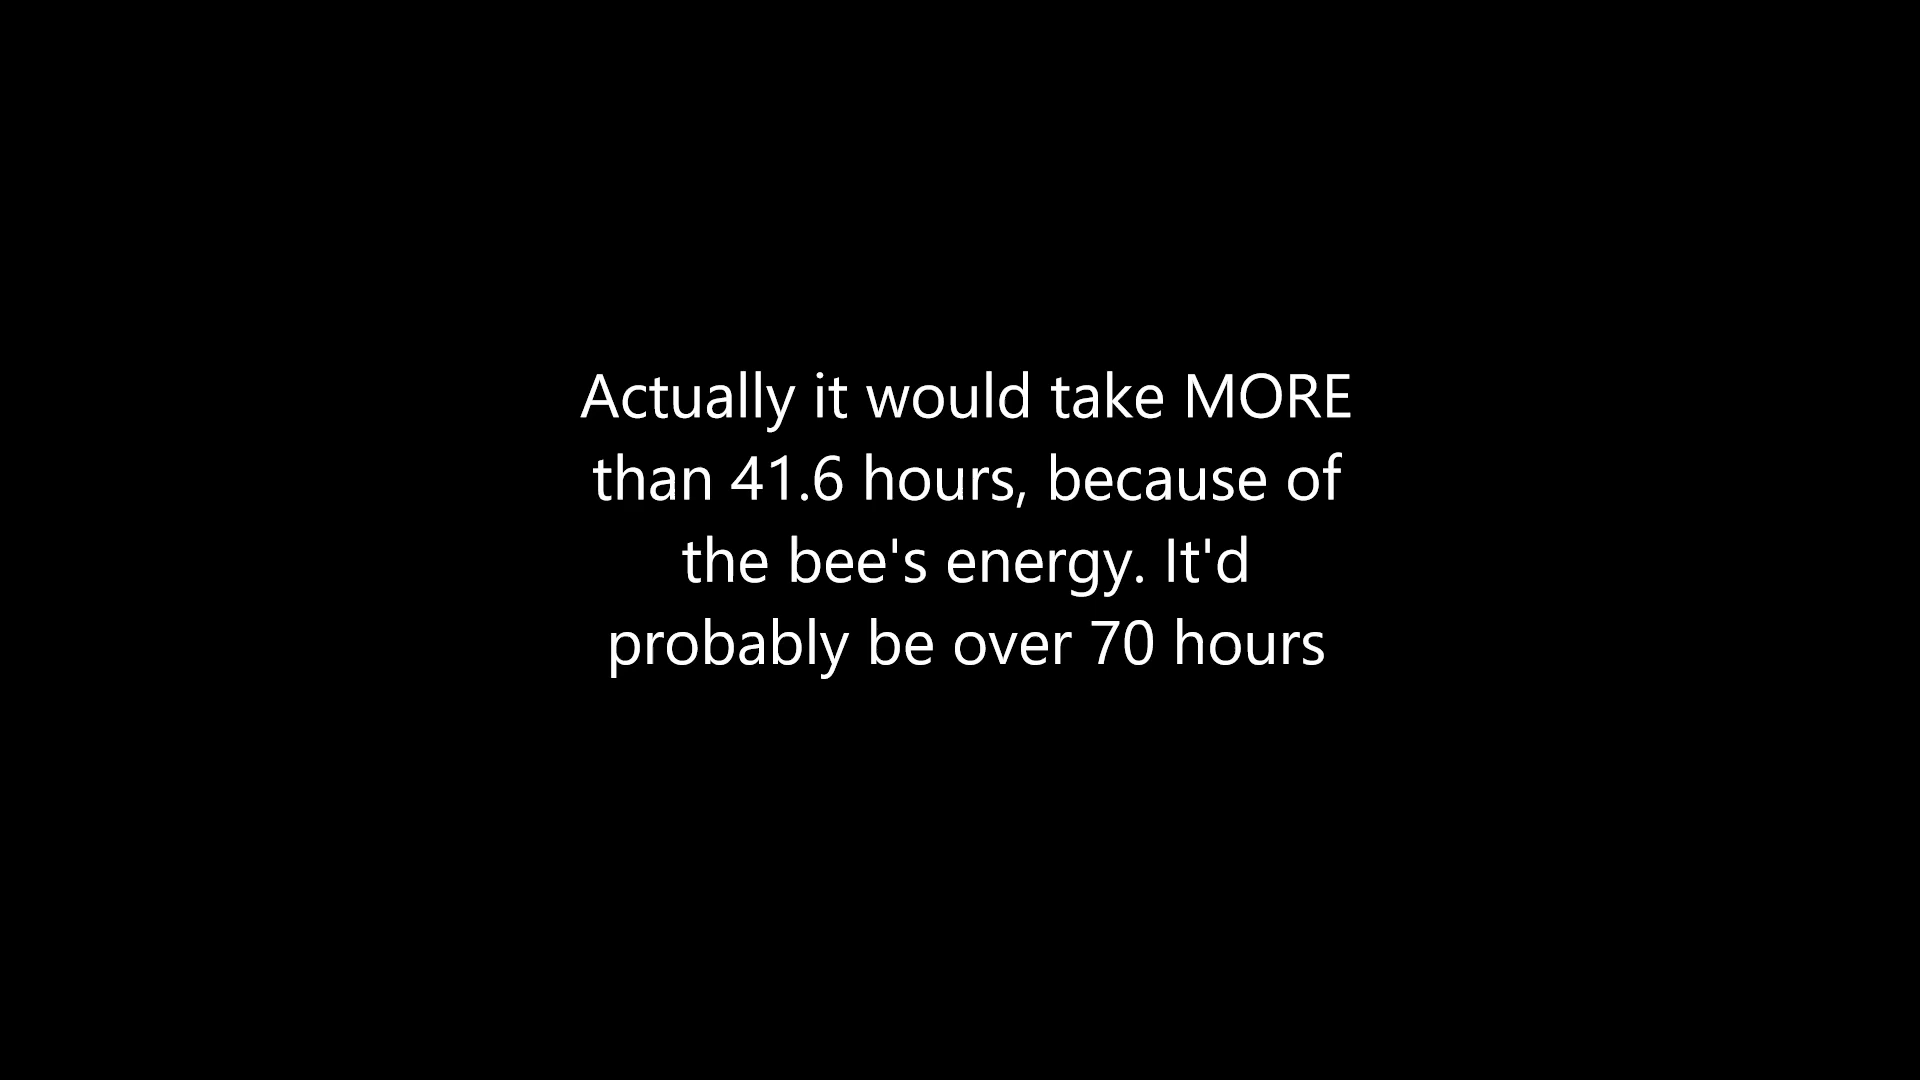 Actually it would take MORE
than 41.6 hours, because of
the bee's energy. It'd
probably be over 70 hours